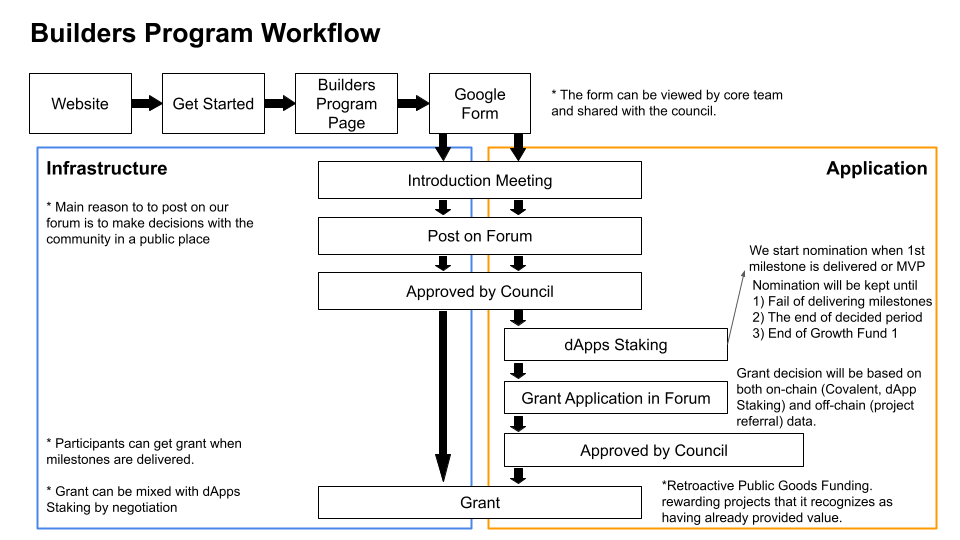 Builders Program Workflow
Website
Get Started
Builders
Program
Page
Google
Form
* The form can be viewed by core team
and shared with the council.
Infrastructure
Application
Introduction Meeting
* Main reason to to post on our
forum is to make decisions with the
community in a public place
Post on Forum
We start nomination when 1st
milestone is delivered or MVP
Nomination will be kept until
1) Fail of delivering milestones
2) The end of decided period
3) End of Growth Fund 1
Approved by Council
dApps Staking
Grant Application in Forum
Grant decision will be based on
both on-chain (Covalent, dApp
Staking) and off-chain (project
referral) data.
Approved by Council
* Participants can get grant when
milestones are delivered.
* Grant can be mixed with dApps
Staking by negotiation
Grant
*Retroactive Public Goods Funding.
rewarding projects that it recognizes as
having already provided value.